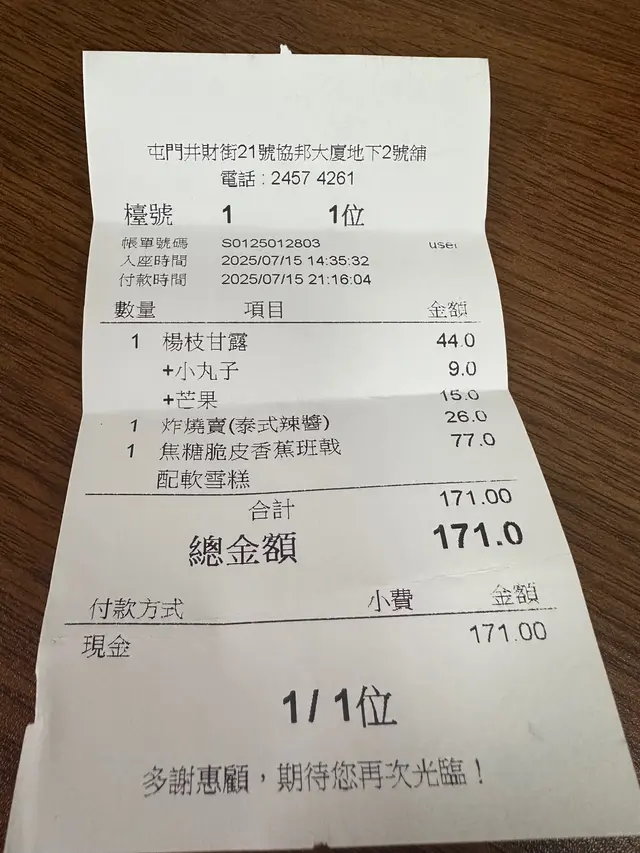 屯門井財街21號協邦大廈地下2號舖
電話 : 2457 4261
檯號 1 1位
帳單號碼 S0125012803 user
入座時間 2025/07/15 14:35:32
付款時間 2025/07/15 21:16:04
數量 項目 金額
1 楊枝甘露 44.0
+小丸子 9.0
+芒果 15.0
1 炸燒賣(泰式辣醬) 26.0
1 焦糖脆皮香蕉班戟 77.0
配軟雪糕
合計 171.00
總金額 171.0
付款方式 小費 金額
現金 171.00
1 / 1位
多謝惠顧，期待您再次光臨！